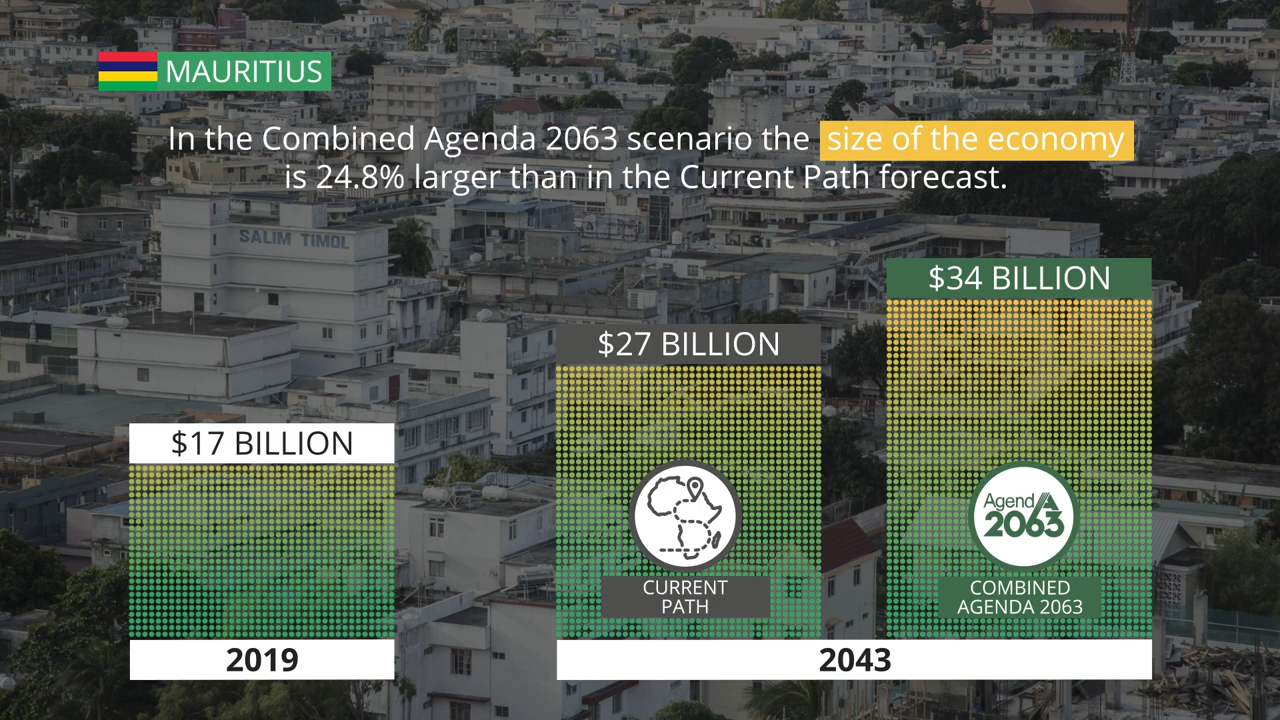 MAURITIUS
In the Combined Agenda 2063 scenario the size of the economy
is 24.8% larger than in the Current Path forecast.
SALIM TIMOL
$34 BILLION
$27 BILLION
$17 BILLION
AgendA
2063
CURRENT
PATH
COMBINED
AGENDA 2063
2019
2043